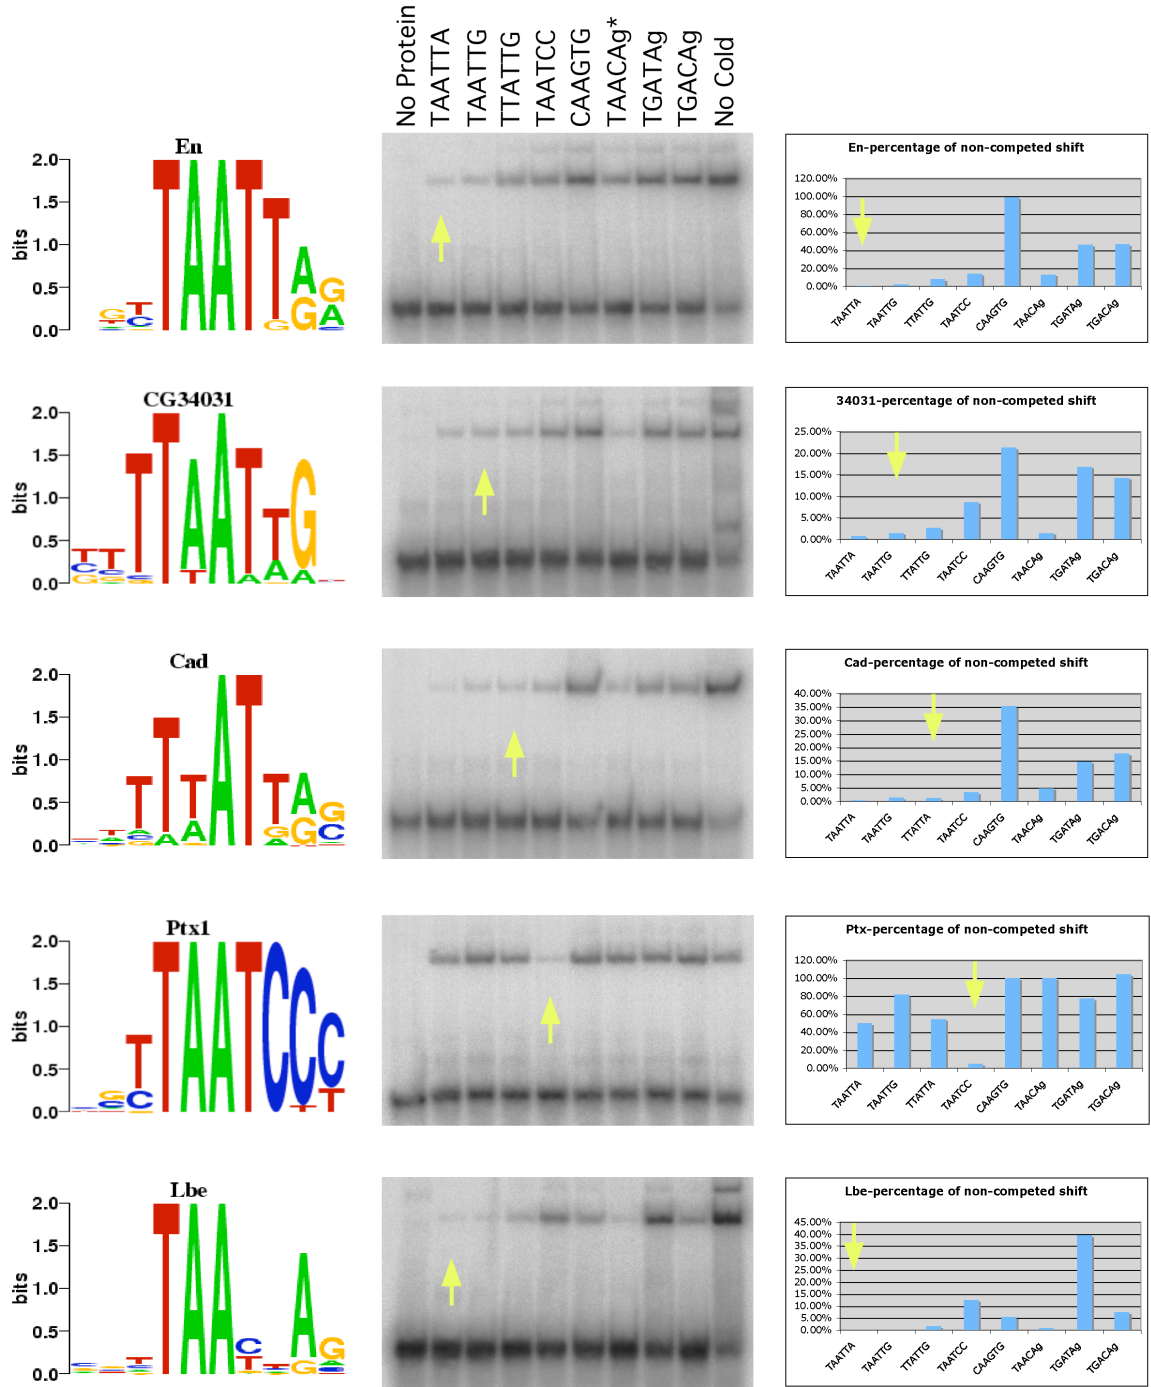 No Protein
TAATTA
TAATTG
TTATTG
TAATCC
CAAGTG
TAACAg*
TGATAg
TGACAg
No Cold
En
bits
2.0
1.5
1.0
0.5
0.0
En-percentage of non-competed shift
120.00%
100.00%
80.00%
60.00%
40.00%
20.00%
0.00%
TAATTA
TAATTG
TTATTG
TAATCC
CAAGTG
TAACAg
TGATAg
TGACAg
CG34031
bits
2.0
1.5
1.0
0.5
0.0
34031-percentage of non-competed shift
25.00%
20.00%
15.00%
10.00%
5.00%
0.00%
TAATTA
TAATTG
TTATTG
TAATCC
CAAGTG
TAACAg
TGATAg
TGACAg
Cad
bits
2.0
1.5
1.0
0.5
0.0
Cad-percentage of non-competed shift
40.00%
35.00%
30.00%
25.00%
20.00%
15.00%
10.00%
5.00%
0.00%
TAATTA
TAATTG
TTATTA
TAATCC
CAAGTG
TAACAg
TGATAg
TGACAg
Ptx1
bits
2.0
1.5
1.0
0.5
0.0
Ptx-percentage of non-competed shift
120.00%
100.00%
80.00%
60.00%
40.00%
20.00%
0.00%
TAATTA
TAATTG
TTATTA
TAATCC
CAAGTG
TAACAg
TGATAg
TGACAg
Lbe
bits
2.0
1.5
1.0
0.5
0.0
Lbe-percentage of non-competed shift
45.00%
40.00%
35.00%
30.00%
25.00%
20.00%
15.00%
10.00%
5.00%
0.00%
TAATTA
TAATTG
TTATTG
TAATCC
CAAGTG
TAACAg
TGATAg
TGACAg